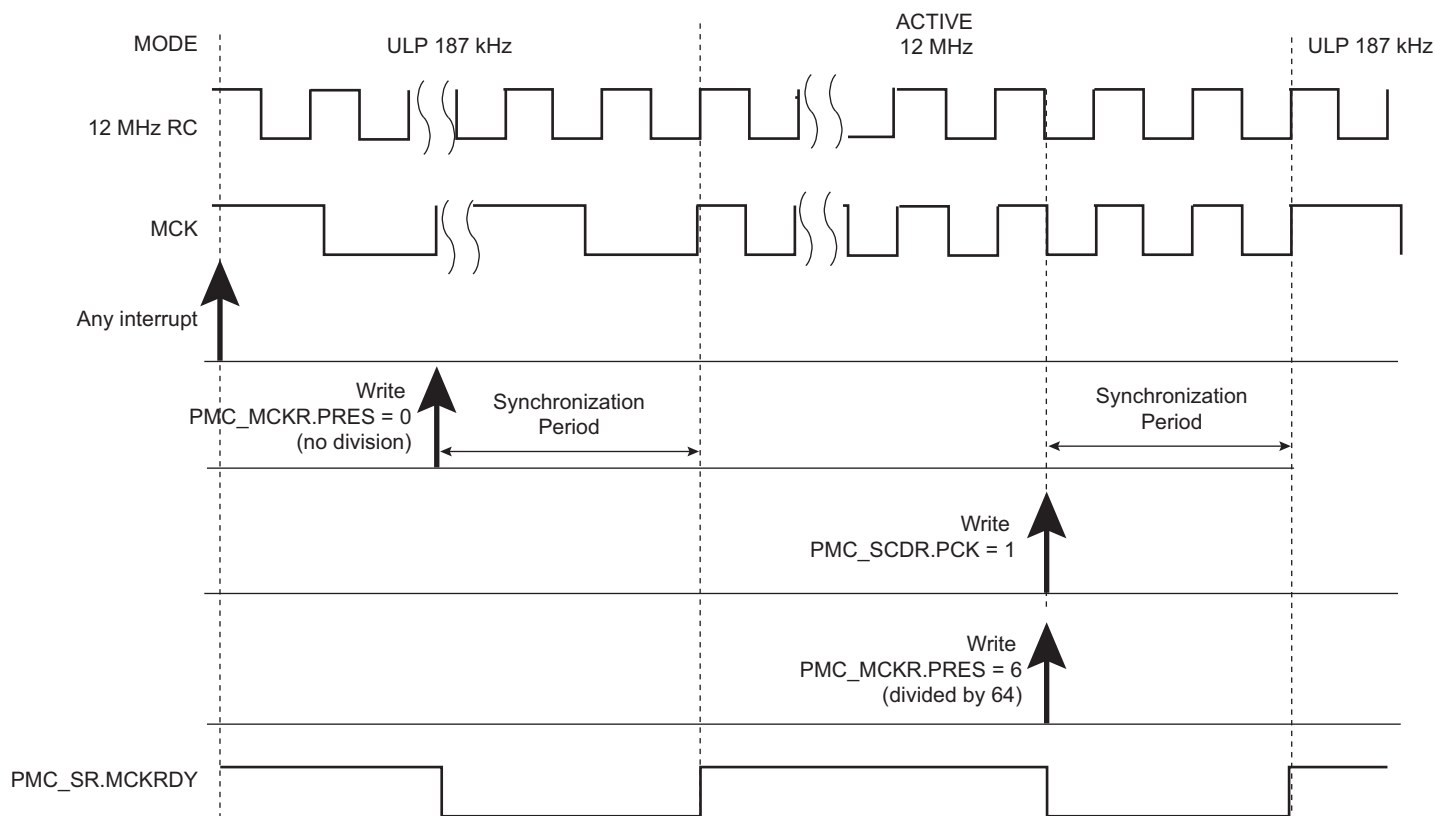 MODE
ULP 187 kHz
ACTIVE
12 MHz
ULP 187 kHz
12 MHz RC
MCK
Any interrupt
Write
PMC_MCKR.PRES = 0
(no division)
Synchronization
Period
Synchronization
Period
Write
PMC_SCDR.PCK = 1
Write
PMC_MCKR.PRES = 6
(divided by 64)
PMC_SR.MCKRDY